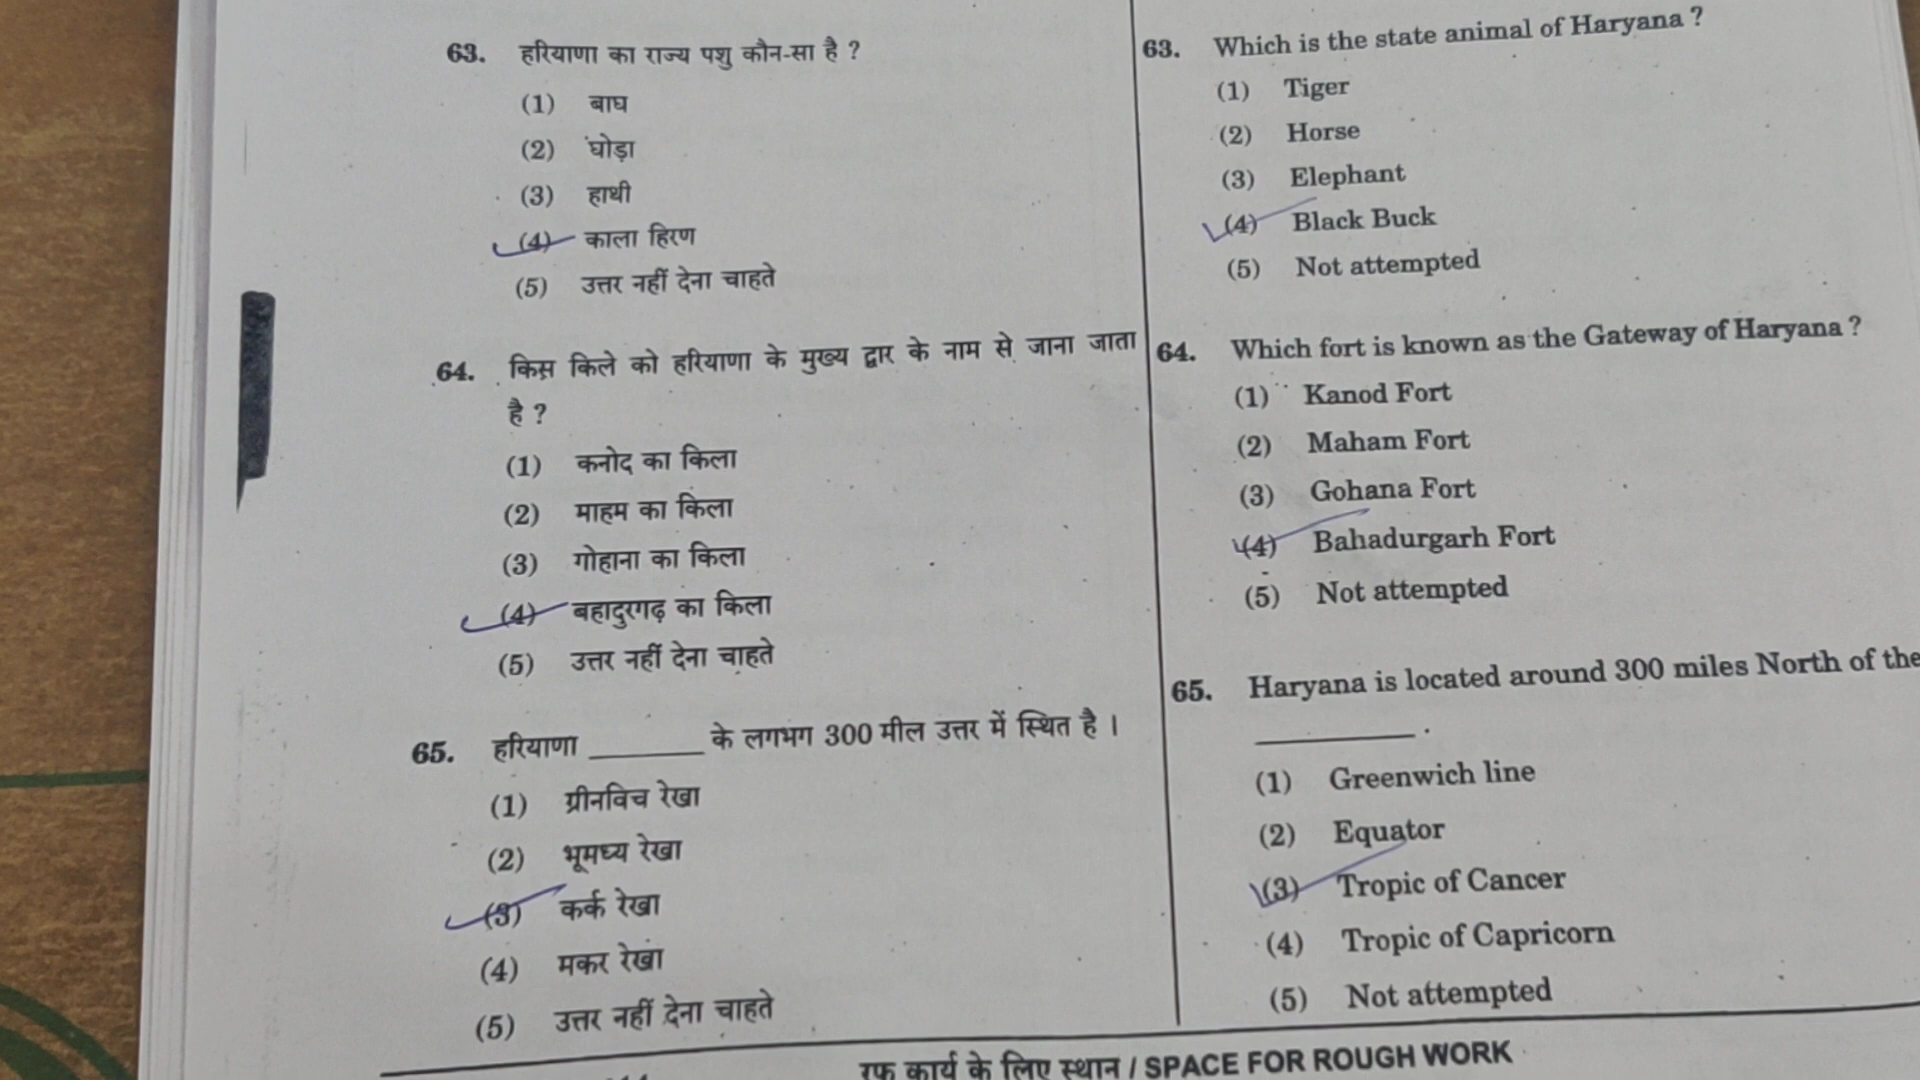 63. हरियाणा का राज्य पशु कौन-सा है ?
(1) बाघ
(2) घोड़ा
(3) हाथी
(4) काला हिरण
(5) उत्तर नहीं देना चाहते
64. किस किले को हरियाणा के मुख्य द्वार के नाम से जाना जाता
है ?
(1) कनोद का किला
(2) माहम का किला
(3) गोहाना का किला
(4) बहादुरगढ़ का किला
(5) उत्तर नहीं देना चाहते
65. हरियाणा ________ के लगभग 300 मील उत्तर में स्थित है ।
(1) ग्रीनविच रेखा
(2) भूमध्य रेखा
(3) कर्क रेखा
(4) मकर रेखा
(5) उत्तर नहीं देना चाहते
63. Which is the state animal of Haryana ?
(1) Tiger
(2) Horse
(3) Elephant
(4) Black Buck
(5) Not attempted
64. Which fort is known as the Gateway of Haryana ?
(1) Kanod Fort
(2) Maham Fort
(3) Gohana Fort
(4) Bahadurgarh Fort
(5) Not attempted
65. Haryana is located around 300 miles North of the
________ .
(1) Greenwich line
(2) Equator
(3) Tropic of Cancer
(4) Tropic of Capricorn
(5) Not attempted
रफ कार्य के लिए स्थान / SPACE FOR ROUGH WORK